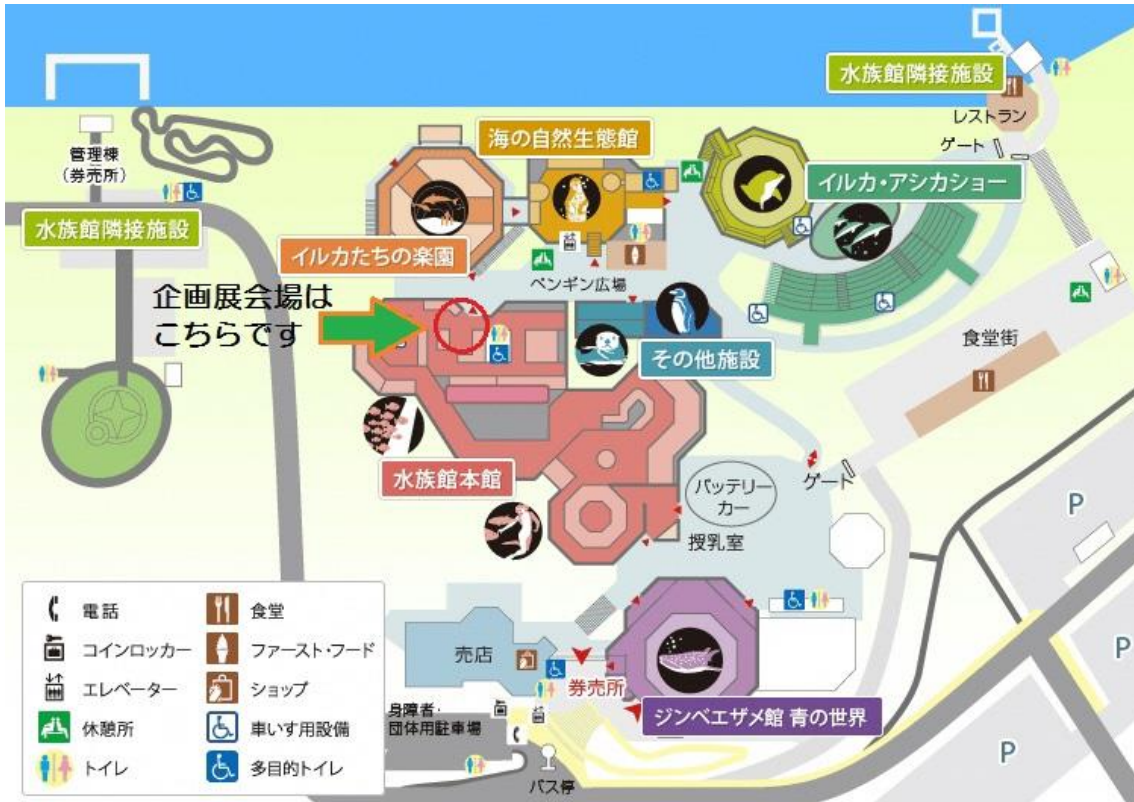 水族館隣接施設
レストラン
ゲート
海の自然生態館
イルカ・アシカショー
管理棟
(券売所)
水族館隣接施設
イルカたちの楽園
ペンギン広場
企画展会場は
こちらです
その他施設
食堂街
水族館本館
バッテリー
カー
ゲート
授乳室
P
P
P
売店
券売所
ジンベエザメ館 青の世界
身障者・
団体用駐車場
バス停
電話
食堂
コインロッカー
ファースト・フード
エレベーター
ショップ
休憩所
車いす用設備
トイレ
多目的トイレ